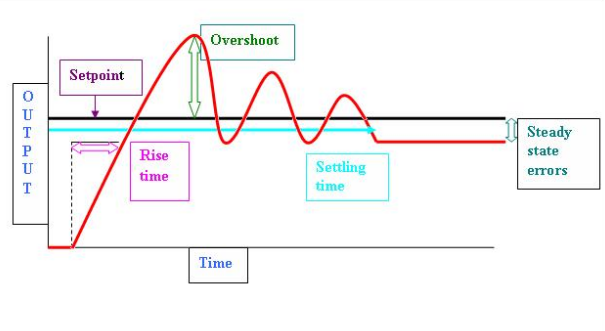 Overshoot
Setpoint
O
U
T
P
U
T
Rise
time
Settling
time
Steady
state
errors
Time